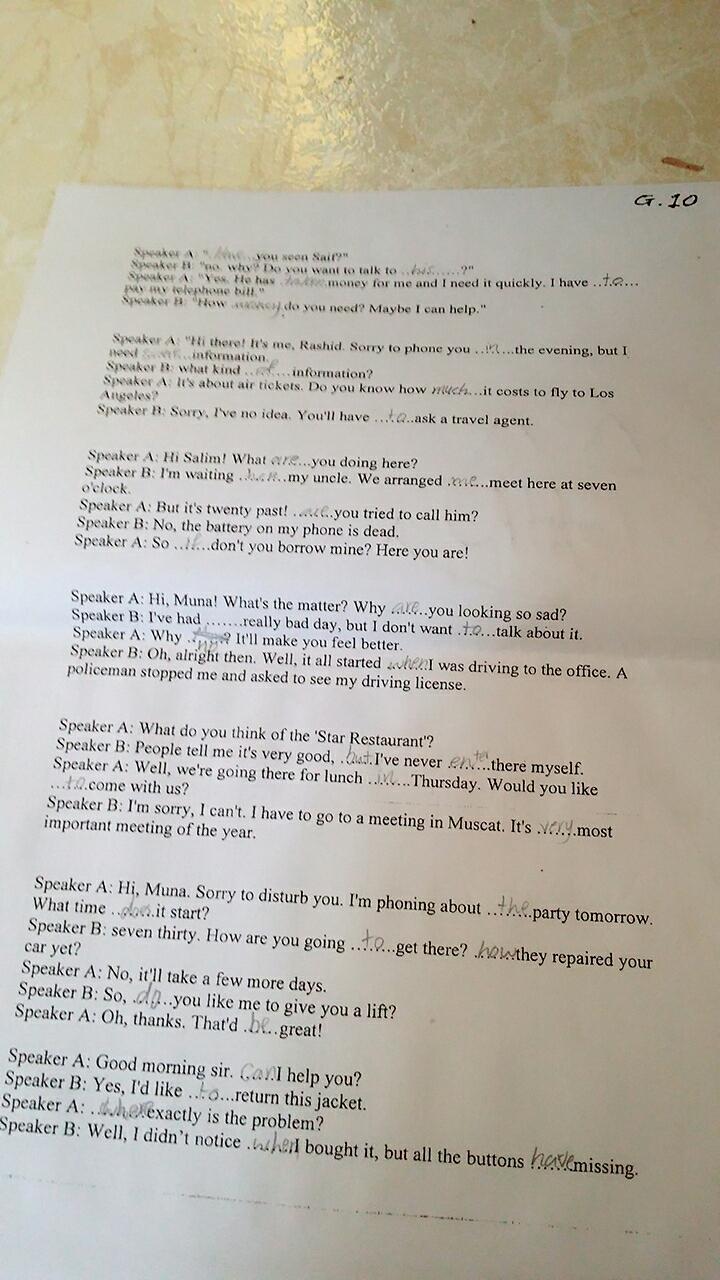 G.10
Speaker A: ".......you seen Saif?"
Speaker B: "no, why? Do you want to talk to ..his......?"
Speaker A: "Yes. He has .......money for me and I need it quickly. I have ..to...
pay my telephone bill."
Speaker B: "How .......do you need? Maybe I can help."
Speaker A: "Hi there! It's me, Rashid. Sorry to phone you ..in...the evening, but I
need .......information.
Speaker B: what kind ..of....information?
Speaker A: It's about air tickets. Do you know how much...it costs to fly to Los
Angeles?
Speaker B: Sorry, I've no idea. You'll have ...to..ask a travel agent.
Speaker A: Hi Salim! What are...you doing here?
Speaker B: I'm waiting .......my uncle. We arranged .me...meet here at seven
o'clock.
Speaker A: But it's twenty past! .......you tried to call him?
Speaker B: No, the battery on my phone is dead.
Speaker A: So .......don't you borrow mine? Here you are!
Speaker A: Hi, Muna! What's the matter? Why are...you looking so sad?
Speaker B: I've had .......really bad day, but I don't want .to...talk about it.
Speaker A: Why .......? It'll make you feel better.
Speaker B: Oh, alright then. Well, it all started .when I was driving to the office. A
policeman stopped me and asked to see my driving license.
Speaker A: What do you think of the 'Star Restaurant'?
Speaker B: People tell me it's very good, .but.I've never .enter...there myself.
Speaker A: Well, we're going there for lunch ..in....Thursday. Would you like
...to.come with us?
Speaker B: I'm sorry, I can't. I have to go to a meeting in Muscat. It's .very..most
important meeting of the year.
Speaker A: Hi, Muna. Sorry to disturb you. I'm phoning about ..the...party tomorrow.
What time .......it start?
Speaker B: seven thirty. How are you going ..to...get there? .how they repaired your
car yet?
Speaker A: No, it'll take a few more days.
Speaker B: So, .do..you like me to give you a lift?
Speaker A: Oh, thanks. That'd .be..great!
Speaker A: Good morning sir. Can.I help you?
Speaker B: Yes, I'd like ..to...return this jacket.
Speaker A: ..where exactly is the problem?
Speaker B: Well, I didn't notice .when I bought it, but all the buttons have missing.